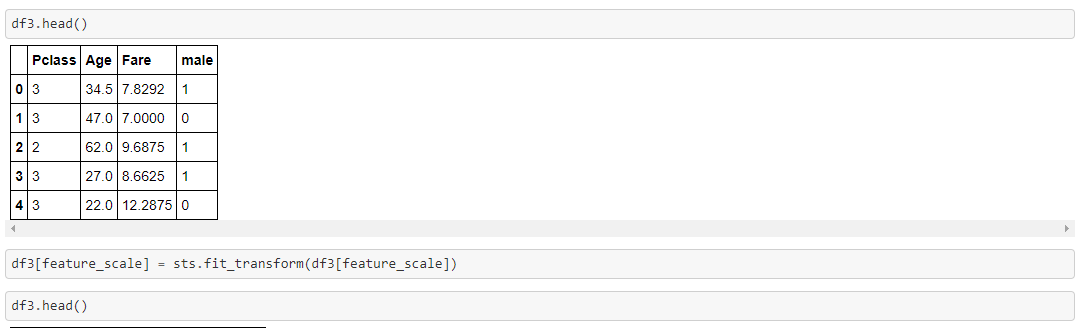 df3.head()
Pclass Age Fare male
0 3 34.5 7.8292 1
1 3 47.0 7.0000 0
2 2 62.0 9.6875 1
3 3 27.0 8.6625 1
4 3 22.0 12.2875 0
df3[feature_scale] = sts.fit_transform(df3[feature_scale])
df3.head()